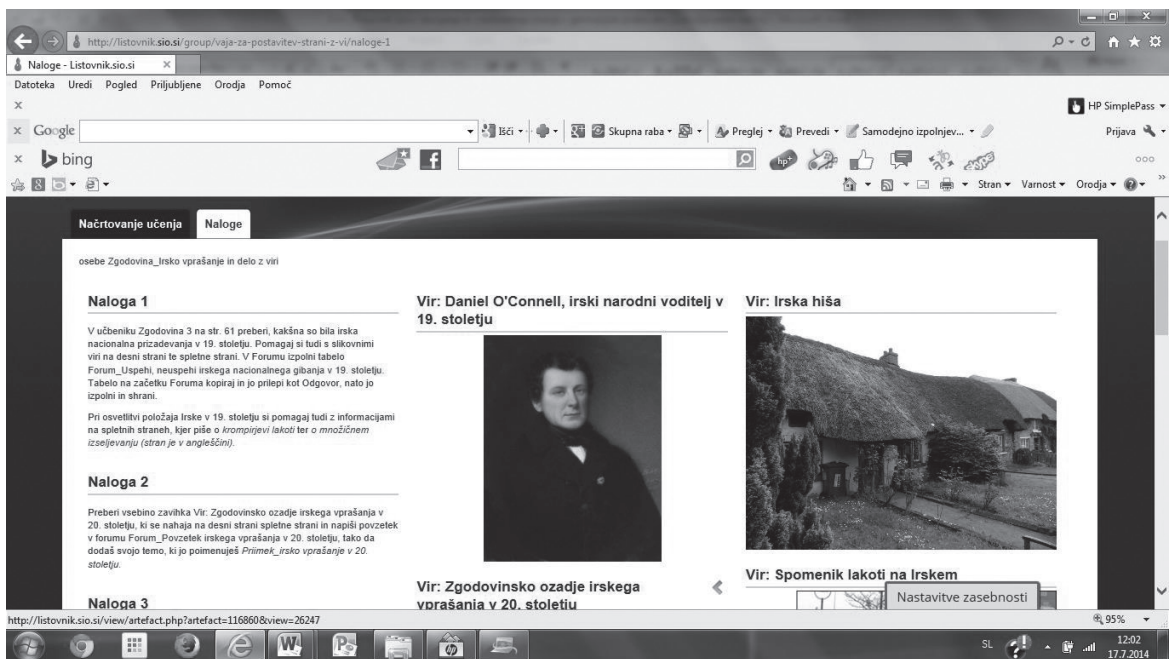 http://listovnik.sio.si/group/vaja-za-postavitev-strani-z-vi/naloge-1
Naloge - Listovnik.sio.si
Datoteka Uredi Pogled Priljubljene Orodja Pomoč
HP SimplePass
Google
Išči
Skupna raba
Preglej
Prevedi
Samodejno izpolnjev...
Prijava
bing
hp+
Stran
Varnost
Orodja
Načrtovanje učenja
Naloge
osebe Zgodovina_Irsko vprašanje in delo z viri
Naloga 1
V učbeniku Zgodovina 3 na str. 61 preberi, kakšna so bila irska
nacionalna prizadevanja v 19. stoletju. Pomagaj si tudi s slikovnimi
viri na desni strani te spletne strani. V Forumu izpolni tabelo
Forum_Uspehi, neuspehi irskega nacionalnega gibanja v 19. stoletju.
Tabelo na začetku Foruma kopiraj in jo prilepi kot Odgovor, nato jo
izpolni in shrani.
Pri osvetlitvi položaja Irske v 19. stoletju si pomagaj tudi z informacijami
na spletnih straneh, kjer piše o krompirjevi lakoti ter o množičnem
izseljevanju (stran je v angleščini).
Naloga 2
Preberi vsebino zavihka Vir: Zgodovinsko ozadje irskega vprašanja v
20. stoletju, ki se nahaja na desni strani spletne strani in napiši povzetek
v forumu Forum_Povzetek irskega vprašanja v 20. stoletju, tako da
dodaš svojo temo, ki jo poimenuješ Priimek_irsko vprašanje v 20.
stoletju.
Naloga 3
Vir: Daniel O'Connell, irski narodni voditelj v
19. stoletju
Vir: Zgodovinsko ozadje irskega
vprašanja v 20. stoletju
Vir: Irska hiša
Vir: Spomenik lakoti na Irskem
Nastavitve zasebnosti
http://listovnik.sio.si/view/artefact.php?artefact=116860&view=26247
95%
SL
12:02
17.7.2014